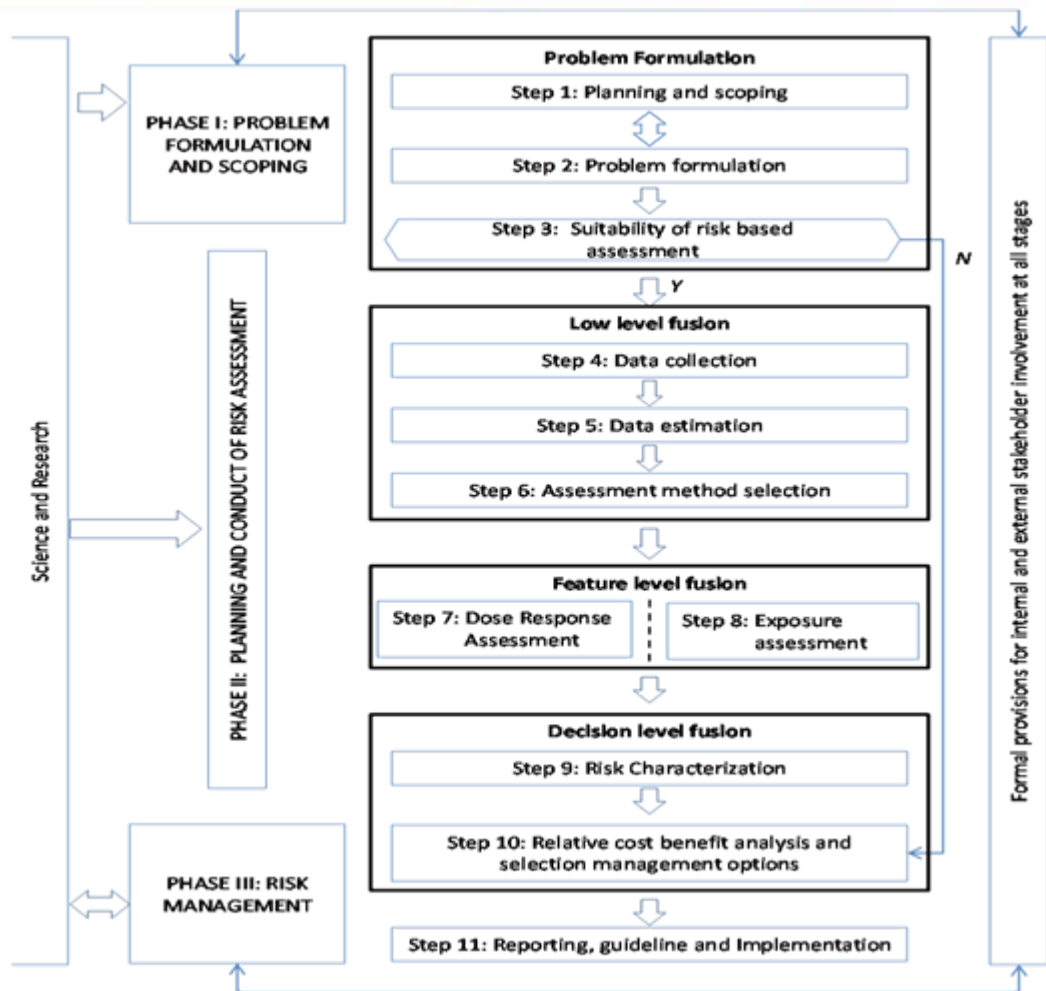 Science and Research
PHASE I: PROBLEM
FORMULATION
AND SCOPING
PHASE II: PLANNING AND CONDUCT OF RISK ASSESSMENT
PHASE III: RISK
MANAGEMENT
Problem Formulation
Step 1: Planning and scoping
Step 2: Problem formulation
Step 3: Suitability of risk based
assessment
N
Y
Low level fusion
Step 4: Data collection
Step 5: Data estimation
Step 6: Assessment method selection
Feature level fusion
Step 7: Dose Response
Assessment
Step 8: Exposure
assessment
Decision level fusion
Step 9: Risk Characterization
Step 10: Relative cost benefit analysis and
selection management options
Step 11: Reporting, guideline and Implementation
Formal provisions for internal and external stakeholder involvement at all stages